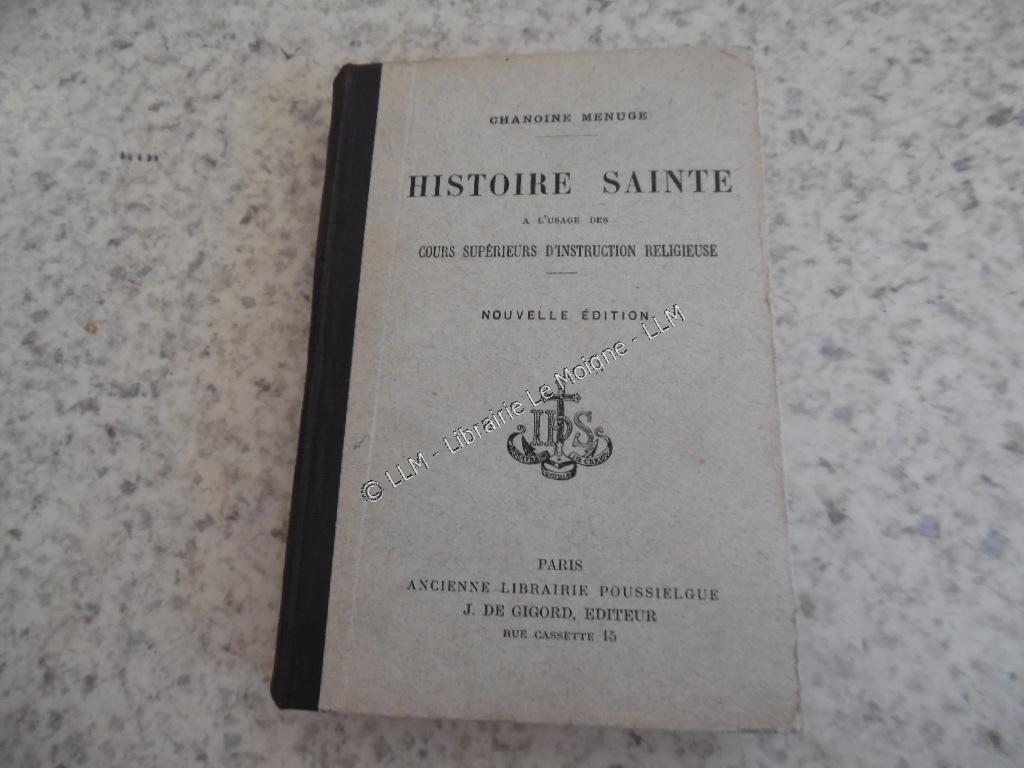 CHANOINE MENUGE
HISTOIRE SAINTE
A L'USAGE DES
COURS SUPÉRIEURS D'INSTRUCTION RELIGIEUSE
NOUVELLE ÉDITION
IHS
PARIS
ANCIENNE LIBRAIRIE POUSSIELGUE
J. DE GIGORD, EDITEUR
RUE CASSETTE 15
© LLM - Librairie Le Moigne - LLM